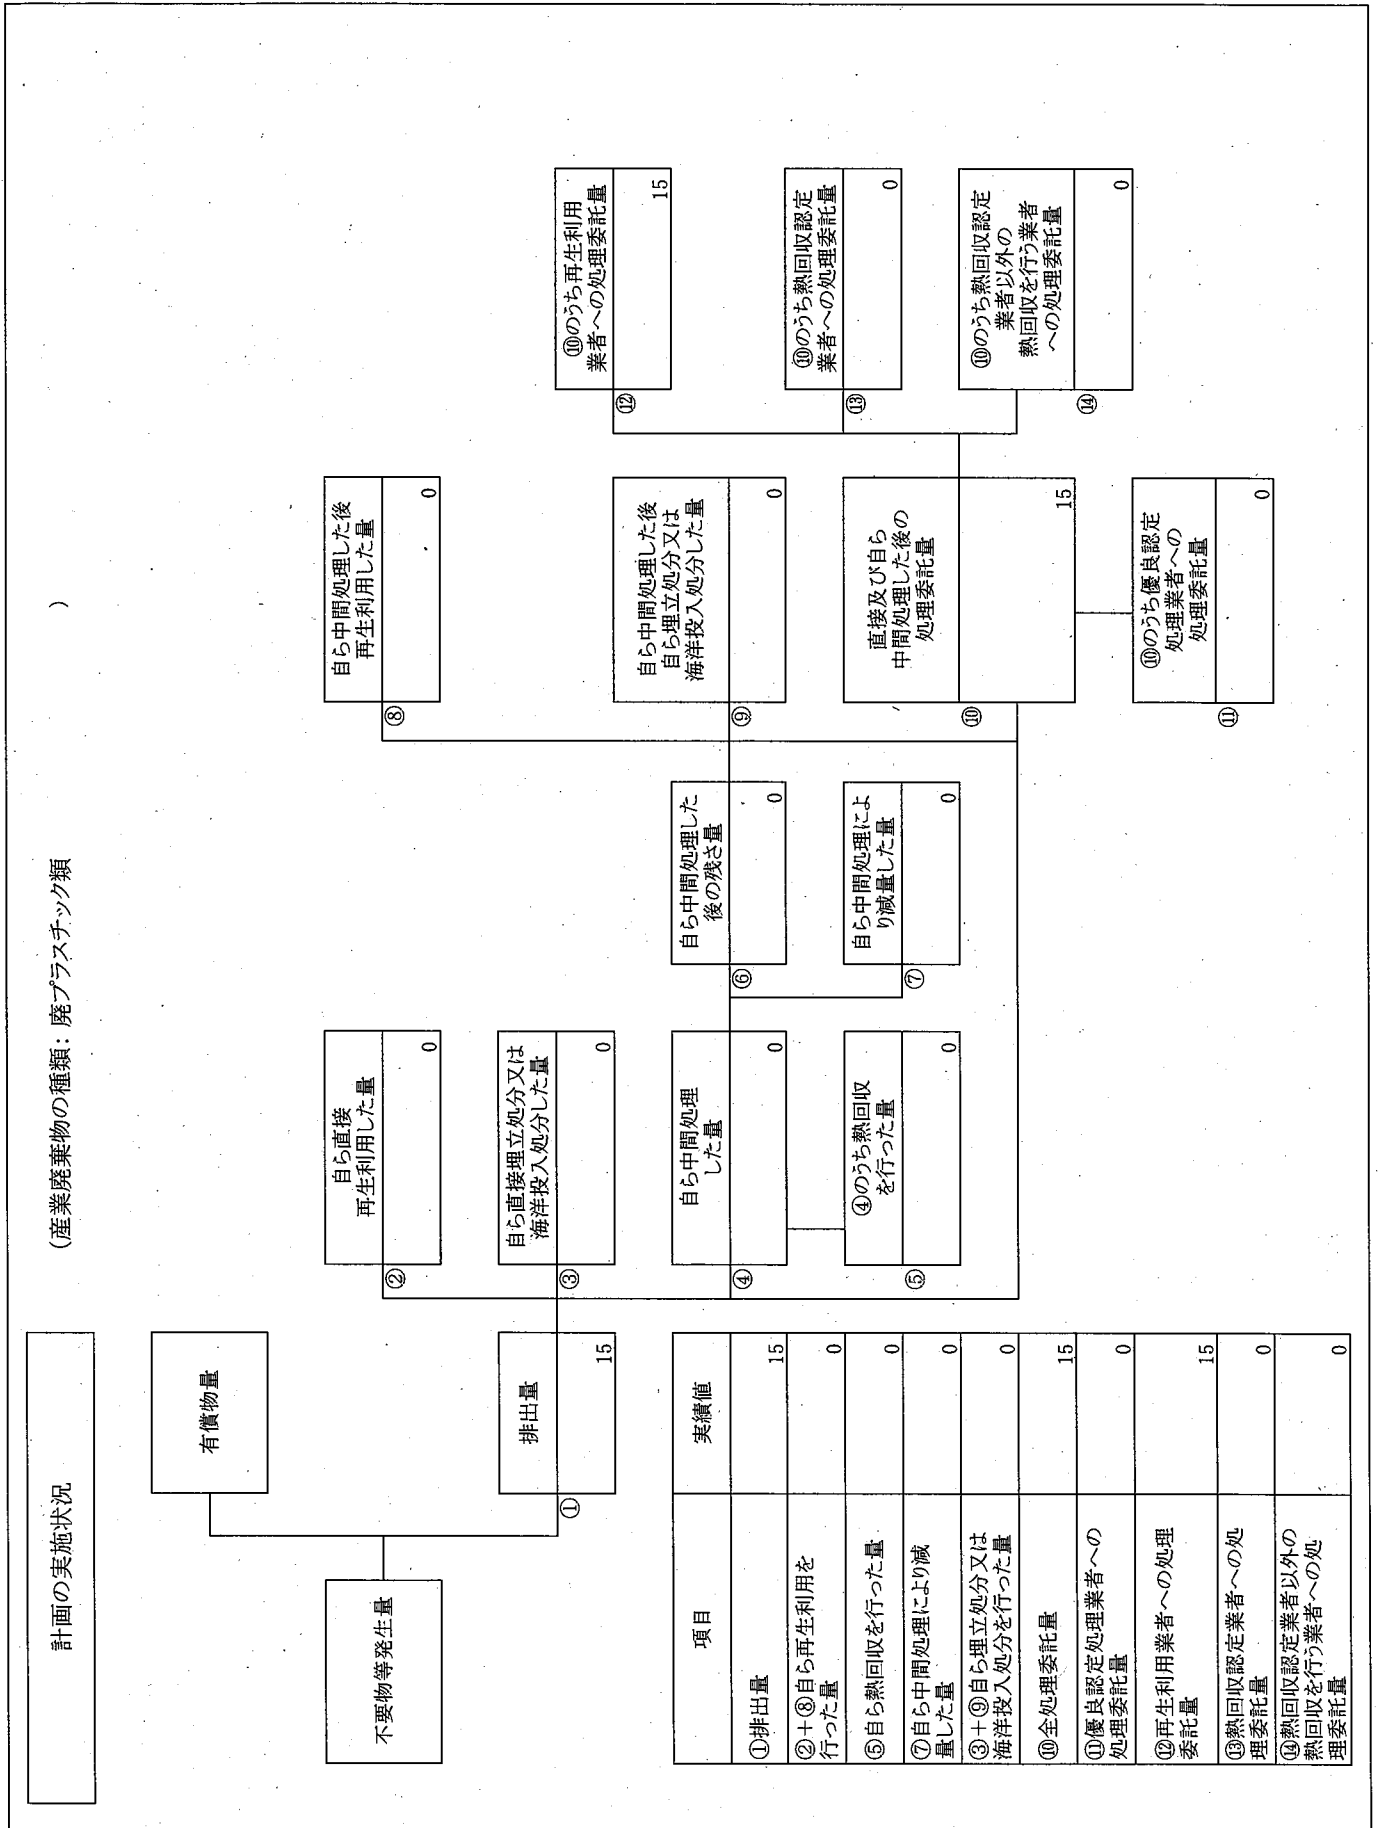 計画の実施状況
(産業廃棄物の種類：廃プラスチック類 )
不要物等発生量
有償物量
①
排出量
15
②
自ら直接
再生利用した量
0
③
自ら直接埋立処分又は
海洋投入処分した量
0
④
自ら中間処理
した量
0
⑤
④のうち熱回収
を行った量
0
⑥
自ら中間処理した
後の残さ量
0
⑦
自ら中間処理によ
り減量した量
0
⑧
自ら中間処理した後
再生利用した量
0
⑨
自ら中間処理した後
自ら埋立処分又は
海洋投入処分した量
0
⑩
直接及び自ら
中間処理した後の
処理委託量
15
⑪
⑩のうち優良認定
処理業者への
処理委託量
0
⑫
⑩のうち再生利用
業者への処理委託量
15
⑬
⑩のうち熱回収認定
業者への処理委託量
0
⑭
⑩のうち熱回収認定
業者以外の
熱回収を行う業者
への処理委託量
0
項目 実績値
①排出量 15
②＋⑧自ら再生利用を
行った量 0
⑤自ら熱回収を行った量 0
⑦自ら中間処理により減
量した量 0
③＋⑨自ら埋立処分又は
海洋投入処分を行った量 0
⑩全処理委託量 15
⑪優良認定処理業者への
処理委託量 0
⑫再生利用業者への処理
委託量 15
⑬熱回収認定業者への処
理委託量 0
⑭熱回収認定業者以外の
熱回収を行う業者への処
理委託量 0